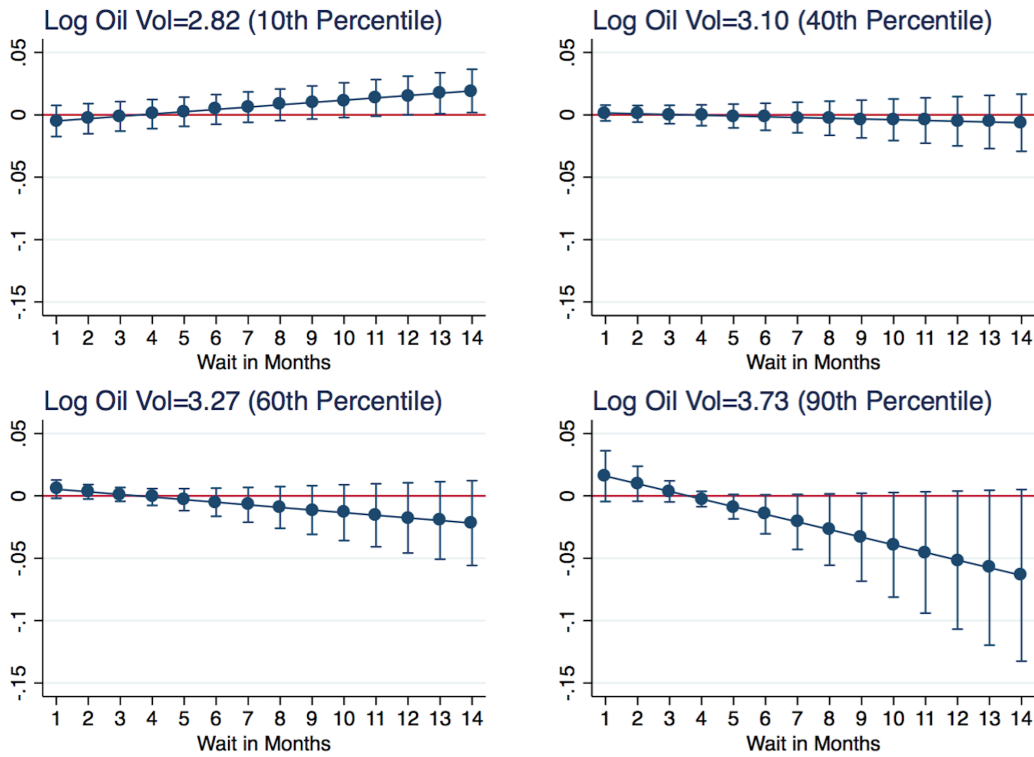 Log Oil Vol=2.82 (10th Percentile)
.05
0
-.05
-.1
-.15
1 2 3 4 5 6 7 8 9 10 11 12 13 14
Wait in Months
Log Oil Vol=3.10 (40th Percentile)
.05
0
-.05
-.1
-.15
1 2 3 4 5 6 7 8 9 10 11 12 13 14
Wait in Months
Log Oil Vol=3.27 (60th Percentile)
.05
0
-.05
-.1
-.15
1 2 3 4 5 6 7 8 9 10 11 12 13 14
Wait in Months
Log Oil Vol=3.73 (90th Percentile)
.05
0
-.05
-.1
-.15
1 2 3 4 5 6 7 8 9 10 11 12 13 14
Wait in Months